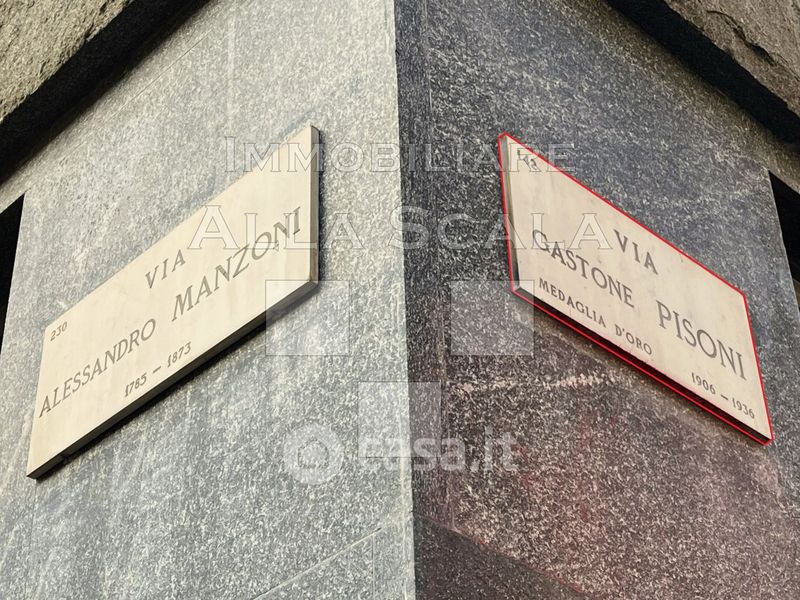 IMMOBILIARE
ALLA SCALA
230
VIA
ALESSANDRO MANZONI
1785 - 1873
VIA
GASTONE PISONI
MEDAGLIA D'ORO
1906 - 1936
casa.it